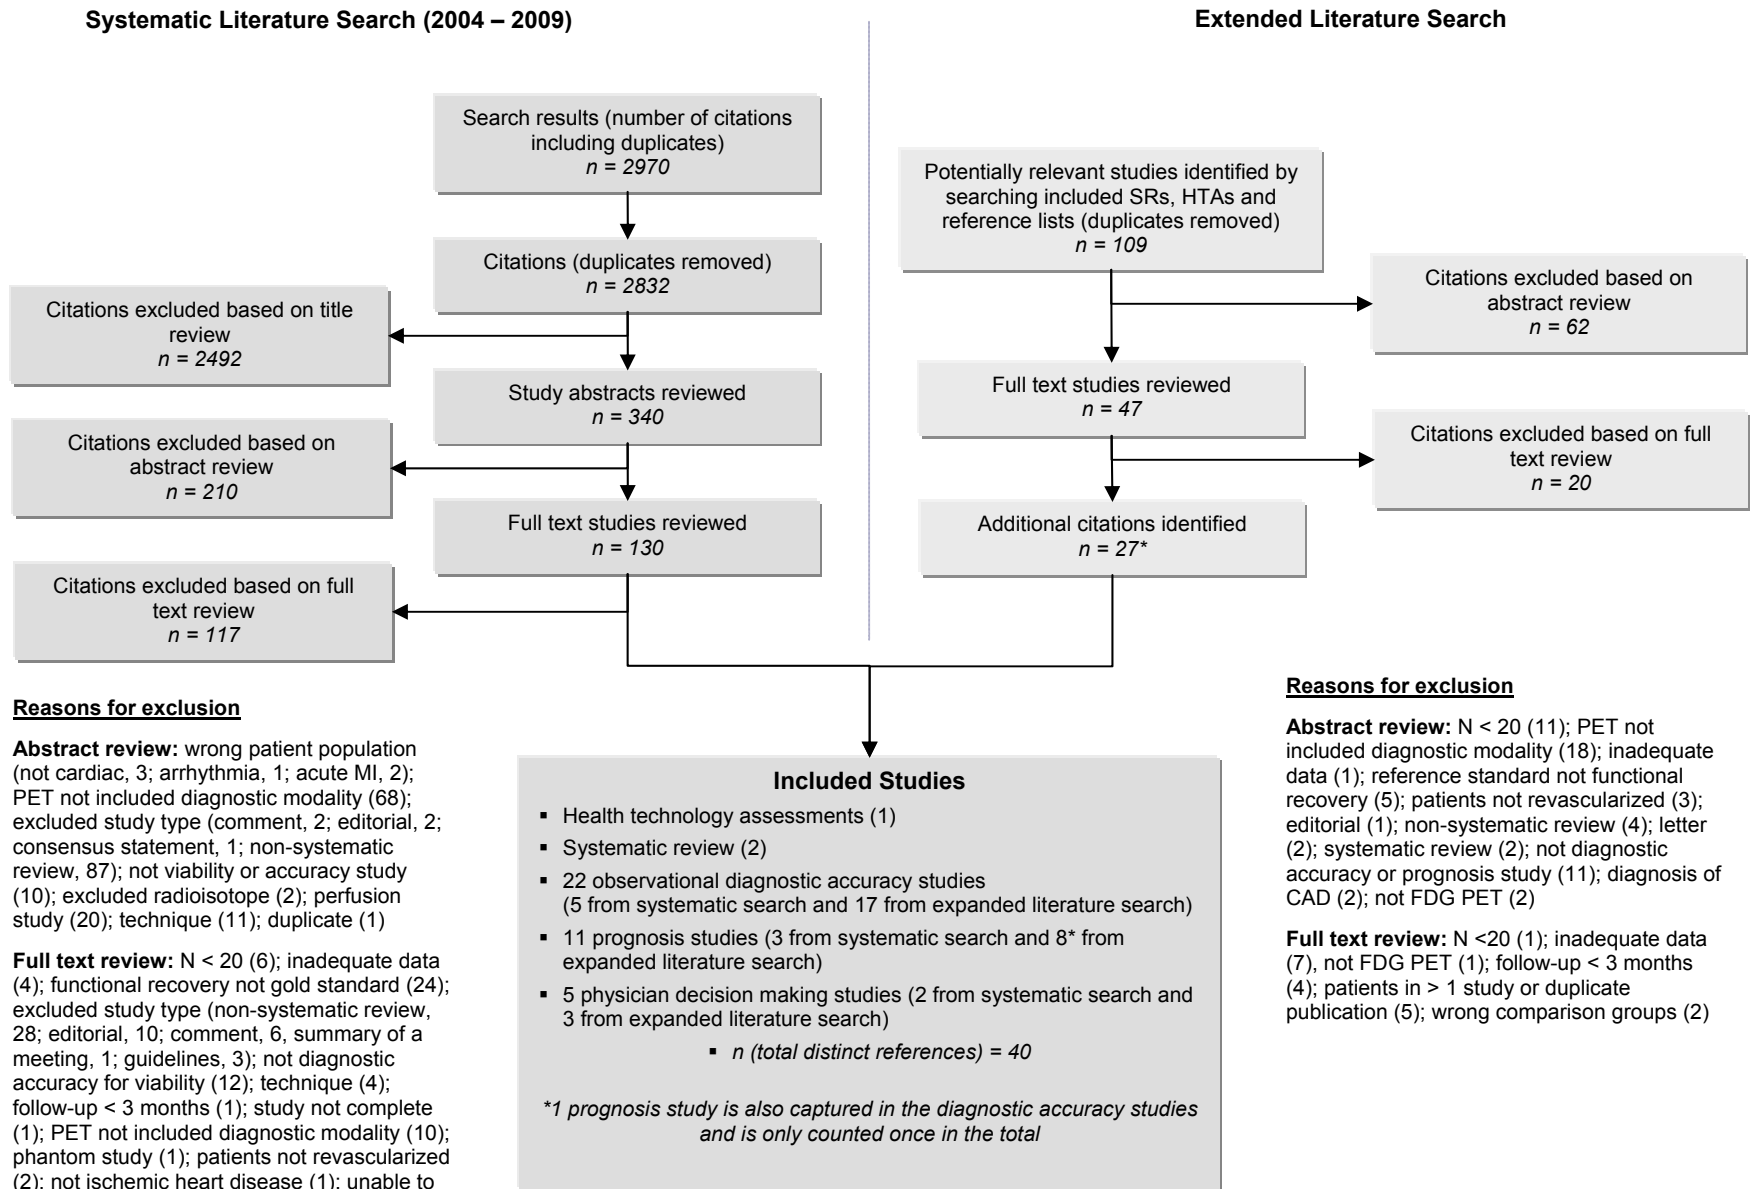 Systematic Literature Search (2004 – 2009)
Search results (number of citations
including duplicates)
n = 2970
Citations (duplicates removed)
n = 2832
Citations excluded based on title
review
n = 2492
Study abstracts reviewed
n = 340
Citations excluded based on
abstract review
n = 210
Full text studies reviewed
n = 130
Citations excluded based on full
text review
n = 117
Reasons for exclusion
Abstract review: wrong patient population
(not cardiac, 3; arrhythmia, 1; acute MI, 2);
PET not included diagnostic modality (68);
excluded study type (comment, 2; editorial, 2;
consensus statement, 1; non-systematic
review, 87); not viability or accuracy study
(10); excluded radioisotope (2); perfusion
study (20); technique (11); duplicate (1)
Full text review: N < 20 (6); inadequate data
(4); functional recovery not gold standard (24);
excluded study type (non-systematic review,
28; editorial, 10; comment, 6, summary of a
meeting, 1; guidelines, 3); not diagnostic
accuracy for viability (12); technique (4);
follow-up < 3 months (1); study not complete
(1); PET not included diagnostic modality (10);
phantom study (1); patients not revascularized
(2); not ischemic heart disease (1); unable to
Extended Literature Search
Potentially relevant studies identified by
searching included SRs, HTAs and
reference lists (duplicates removed)
n = 109
Citations excluded based on
abstract review
n = 62
Full text studies reviewed
n = 47
Citations excluded based on full
text review
n = 20
Additional citations identified
n = 27*
Reasons for exclusion
Abstract review: N < 20 (11); PET not
included diagnostic modality (18); inadequate
data (1); reference standard not functional
recovery (5); patients not revascularized (3);
editorial (1); non-systematic review (4); letter
(2); systematic review (2); not diagnostic
accuracy or prognosis study (11); diagnosis of
CAD (2); not FDG PET (2)
Full text review: N <20 (1); inadequate data
(7), not FDG PET (1); follow-up < 3 months
(4); patients in > 1 study or duplicate
publication (5); wrong comparison groups (2)
Included Studies
▪ Health technology assessments (1)
▪ Systematic review (2)
▪ 22 observational diagnostic accuracy studies
(5 from systematic search and 17 from expanded literature search)
▪ 11 prognosis studies (3 from systematic search and 8* from
expanded literature search)
▪ 5 physician decision making studies (2 from systematic search and
3 from expanded literature search)
▪ n (total distinct references) = 40
*1 prognosis study is also captured in the diagnostic accuracy studies
and is only counted once in the total